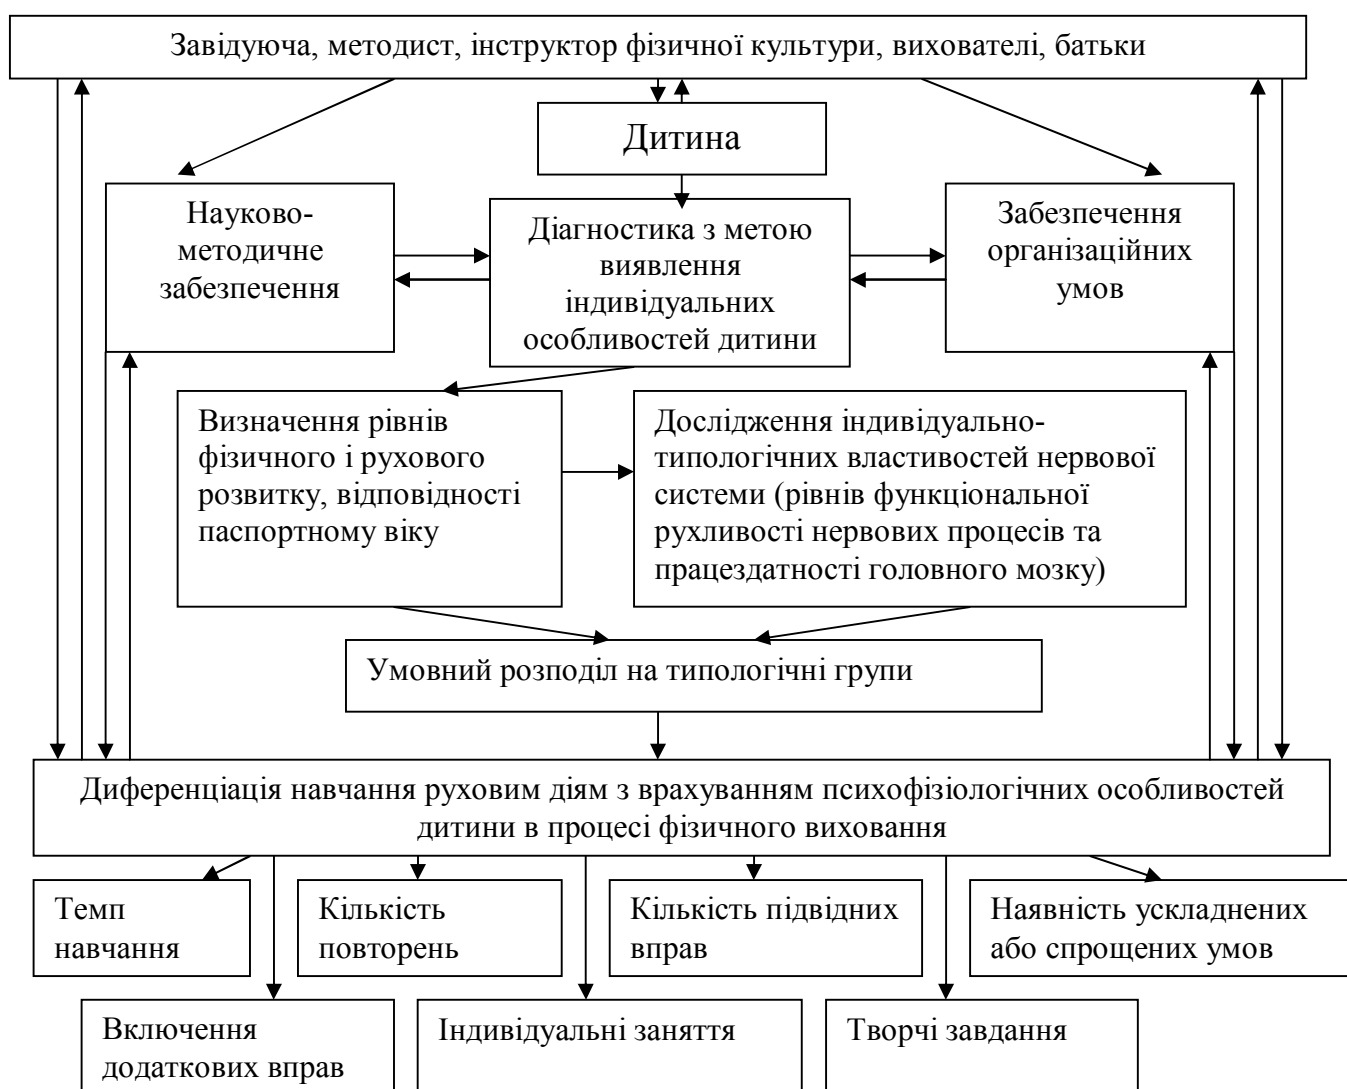 Завідуюча, методист, інструктор фізичної культури, вихователі, батьки
Дитина
Науково-
методичне
забезпечення
Діагностика з метою
виявлення
індивідуальних
особливостей дитини
Забезпечення
організаційних
умов
Визначення рівнів
фізичного і рухового
розвитку, відповідності
паспортному віку
Дослідження індивідуально-
типологічних властивостей нервової
системи (рівнів функціональної
рухливості нервових процесів та
працездатності головного мозку)
Умовний розподіл на типологічні групи
Диференціація навчання руховим діям з врахуванням психофізіологічних особливостей
дитини в процесі фізичного виховання
Темп
навчання
Кількість
повторень
Кількість підвідних
вправ
Наявність ускладнених
або спрощених умов
Включення
додаткових вправ
Індивідуальні заняття
Творчі завдання